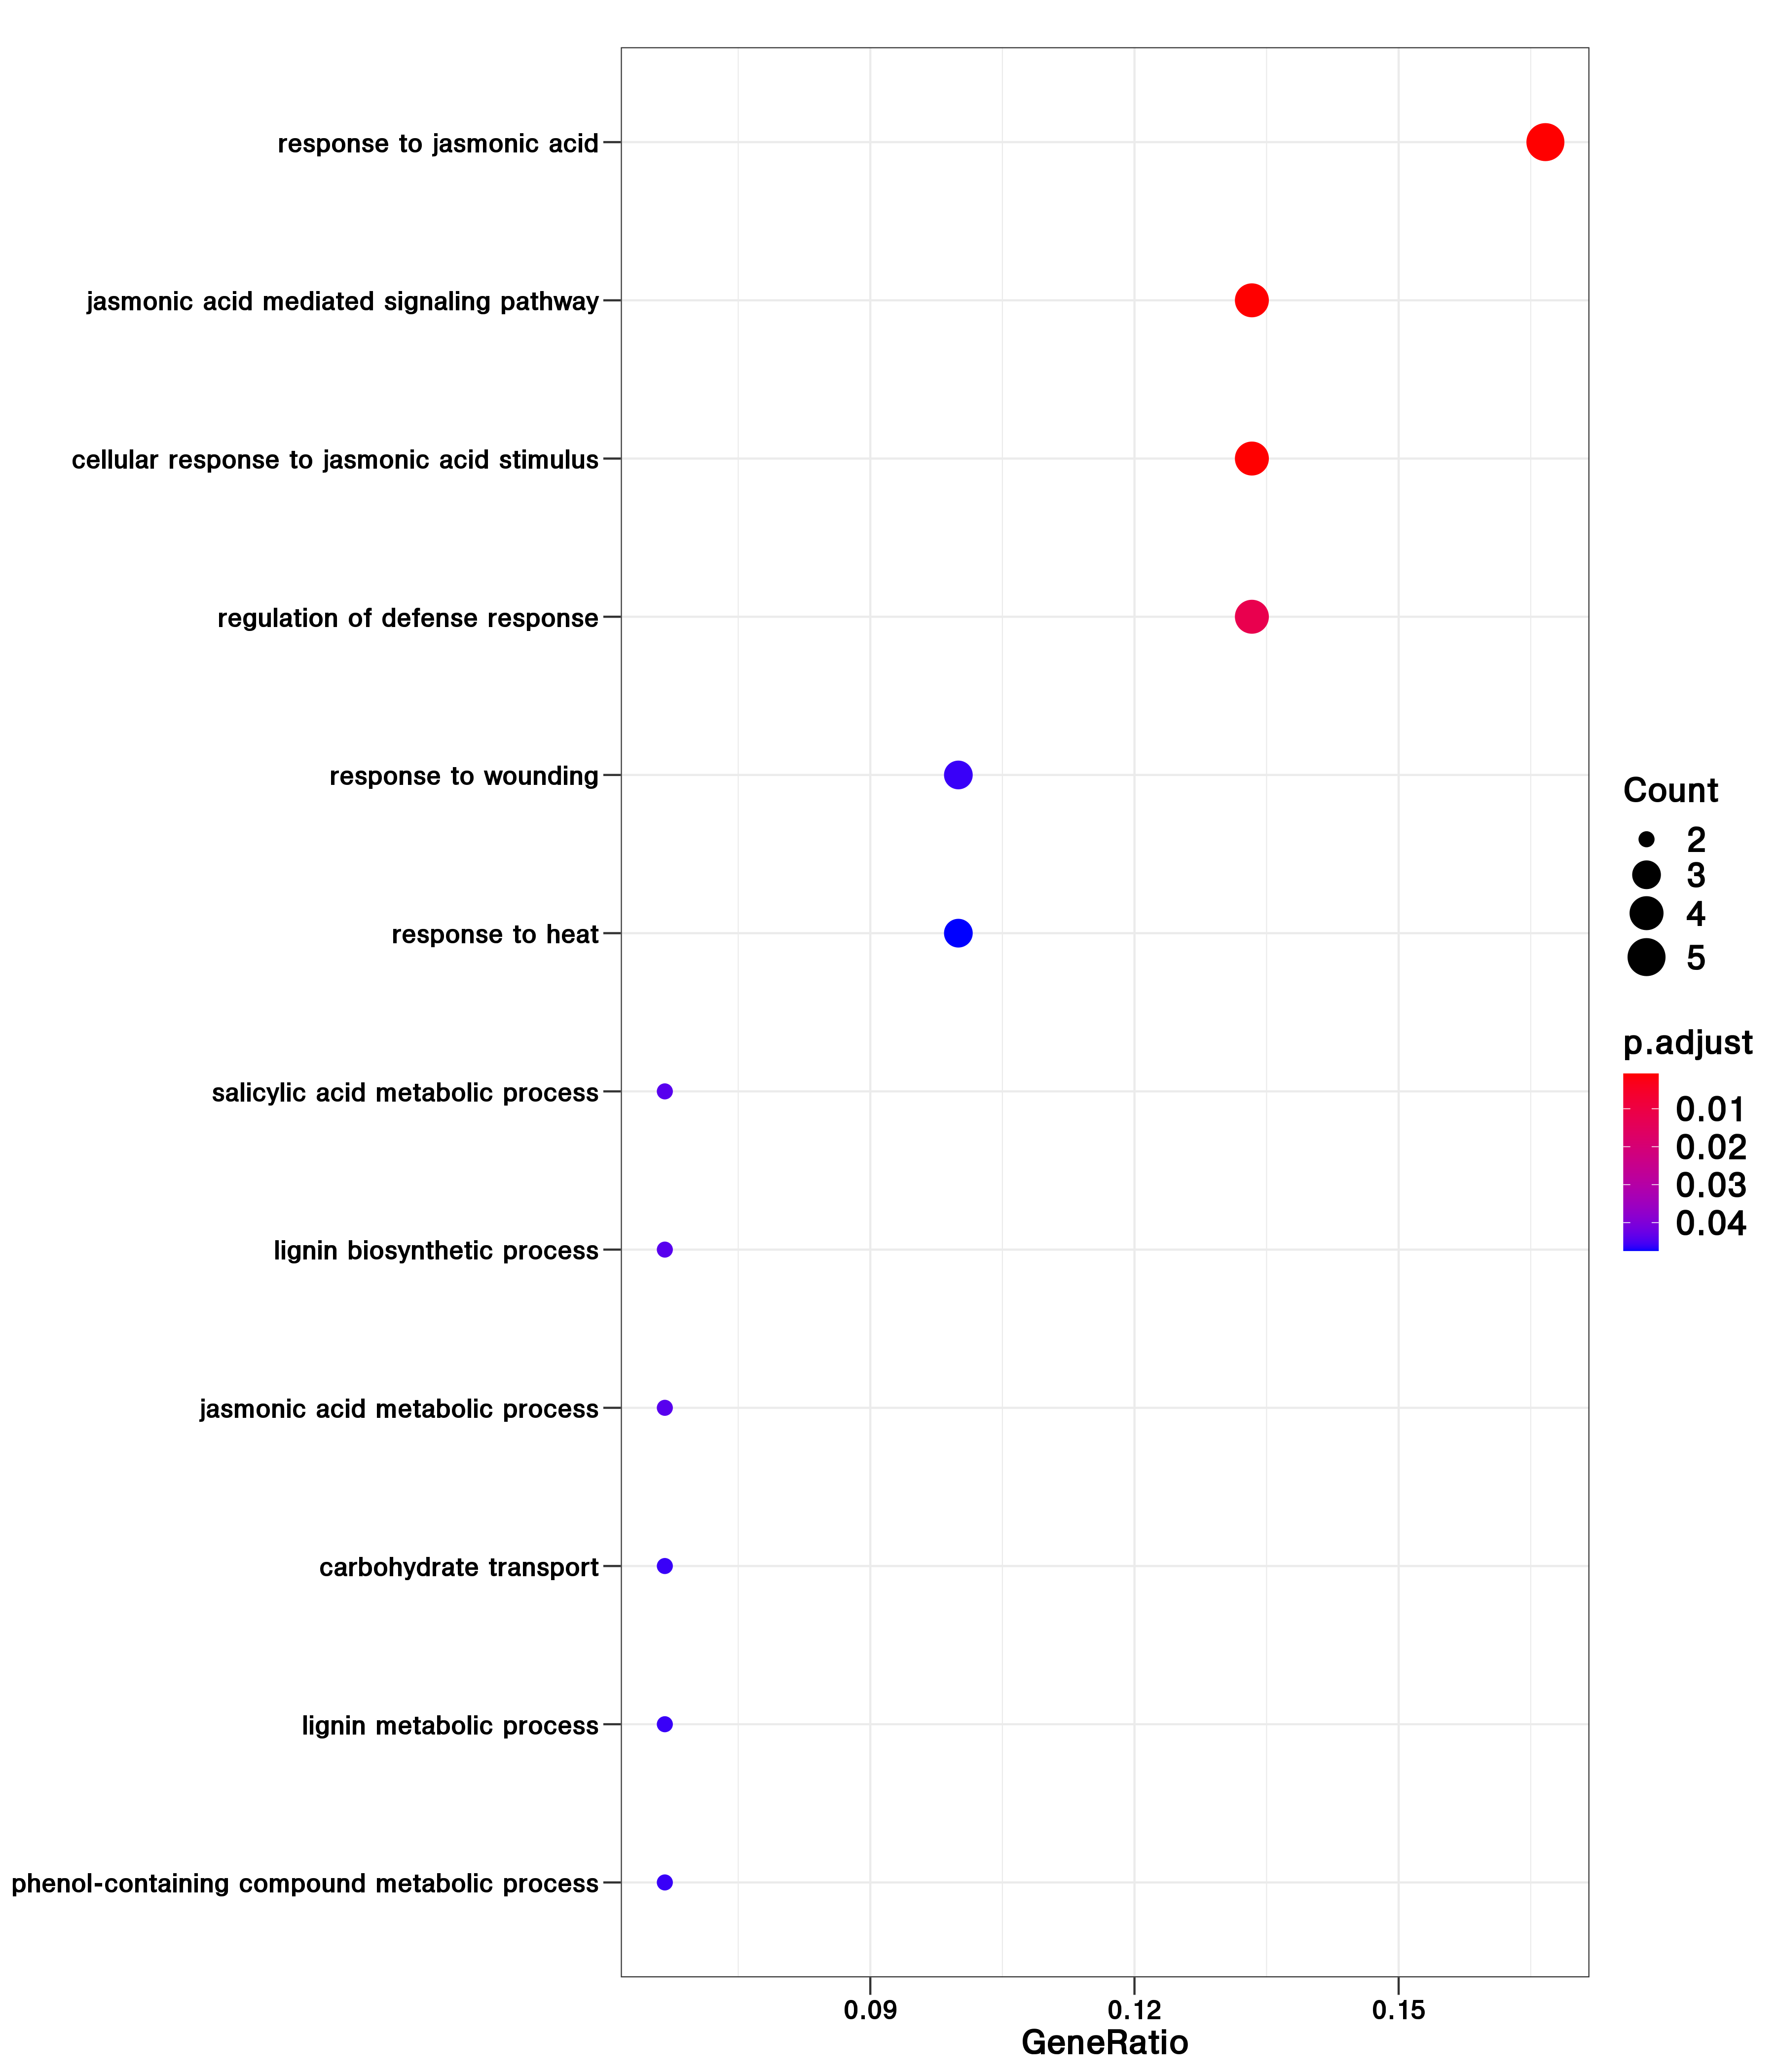 response to jasmonic acid
jasmonic acid mediated signaling pathway
cellular response to jasmonic acid stimulus
regulation of defense response
response to wounding
response to heat
salicylic acid metabolic process
lignin biosynthetic process
jasmonic acid metabolic process
carbohydrate transport
lignin metabolic process
phenol-containing compound metabolic process
0.09 0.12 0.15
GeneRatio
Count
2
3
4
5
p.adjust
0.01
0.02
0.03
0.04